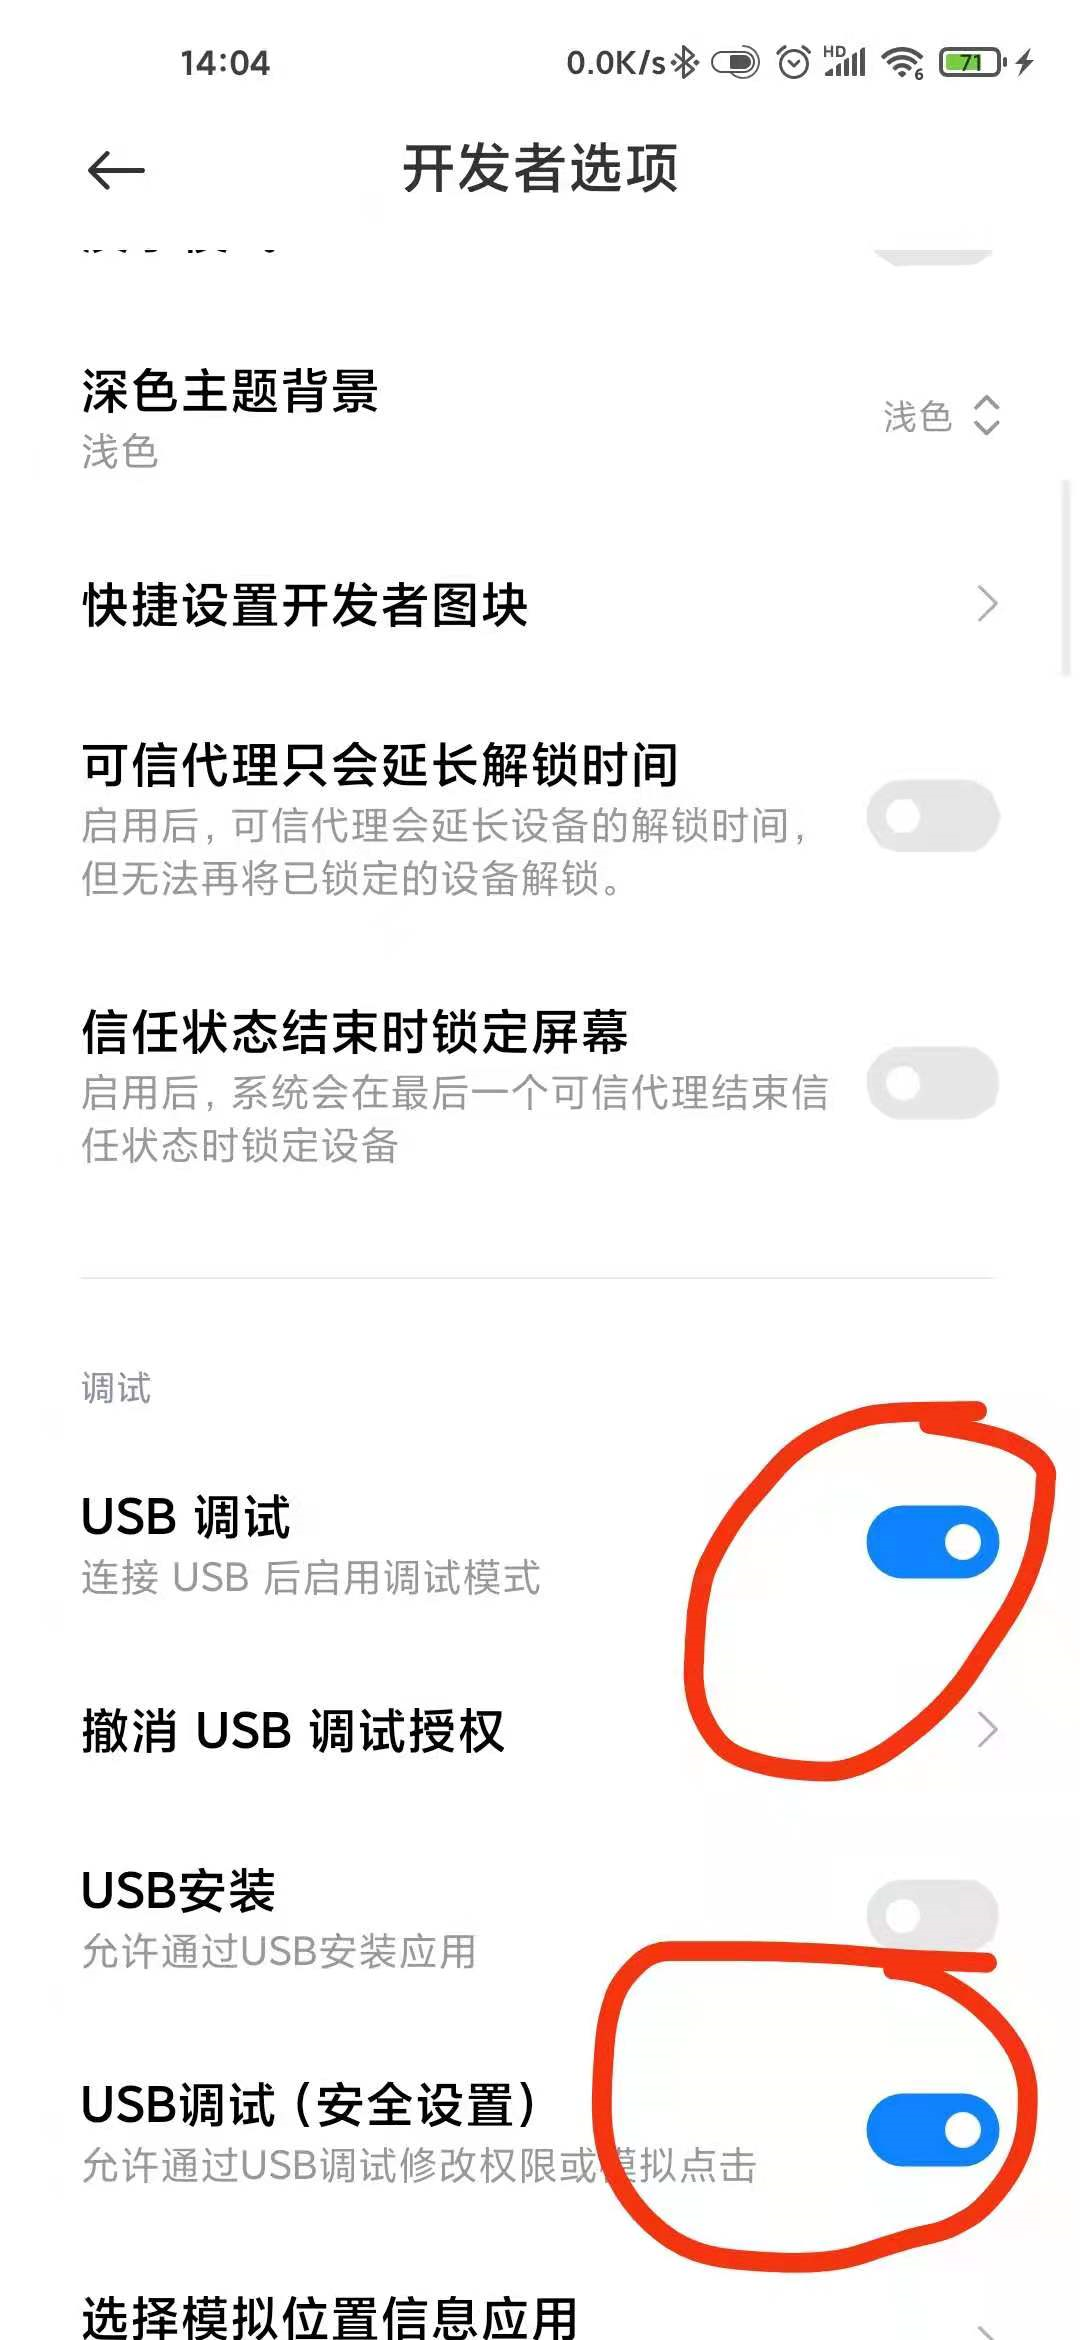 14:04
0.0K/s HD 6 71
开发者选项
深色主题背景
浅色
浅色
快捷设置开发者图块
可信代理只会延长解锁时间
启用后，可信代理会延长设备的解锁时间，
但无法再将已锁定的设备解锁。
信任状态结束时锁定屏幕
启用后，系统会在最后一个可信代理结束信
任状态时锁定设备
调试
USB 调试
连接 USB 后启用调试模式
撤消 USB 调试授权
USB安装
允许通过USB安装应用
USB调试（安全设置）
允许通过USB调试修改权限或模拟点击
选择模拟位置信息应用